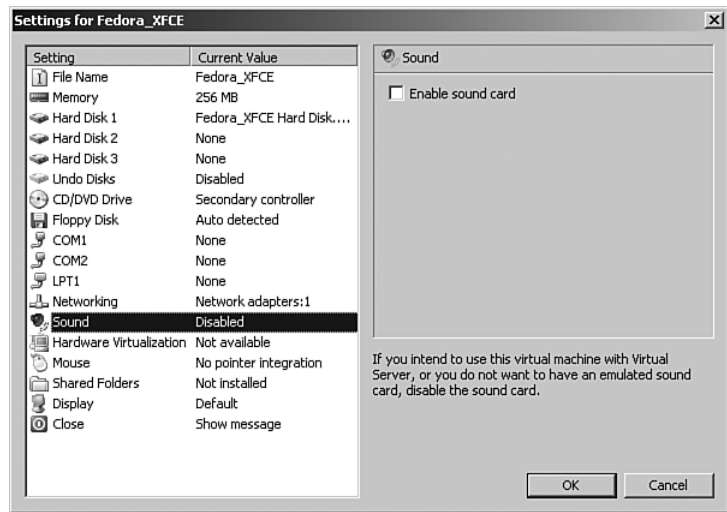 Settings for Fedora_XFCE
Setting Current Value
File Name Fedora_XFCE
Memory 256 MB
Hard Disk 1 Fedora_XFCE Hard Disk....
Hard Disk 2 None
Hard Disk 3 None
Undo Disks Disabled
CD/DVD Drive Secondary controller
Floppy Disk Auto detected
COM1 None
COM2 None
LPT1 None
Networking Network adapters:1
Sound Disabled
Hardware Virtualization Not available
Mouse No pointer integration
Shared Folders Not installed
Display Default
Close Show message
Sound
Enable sound card
If you intend to use this virtual machine with Virtual
Server, or you do not want to have an emulated sound
card, disable the sound card.
OK Cancel